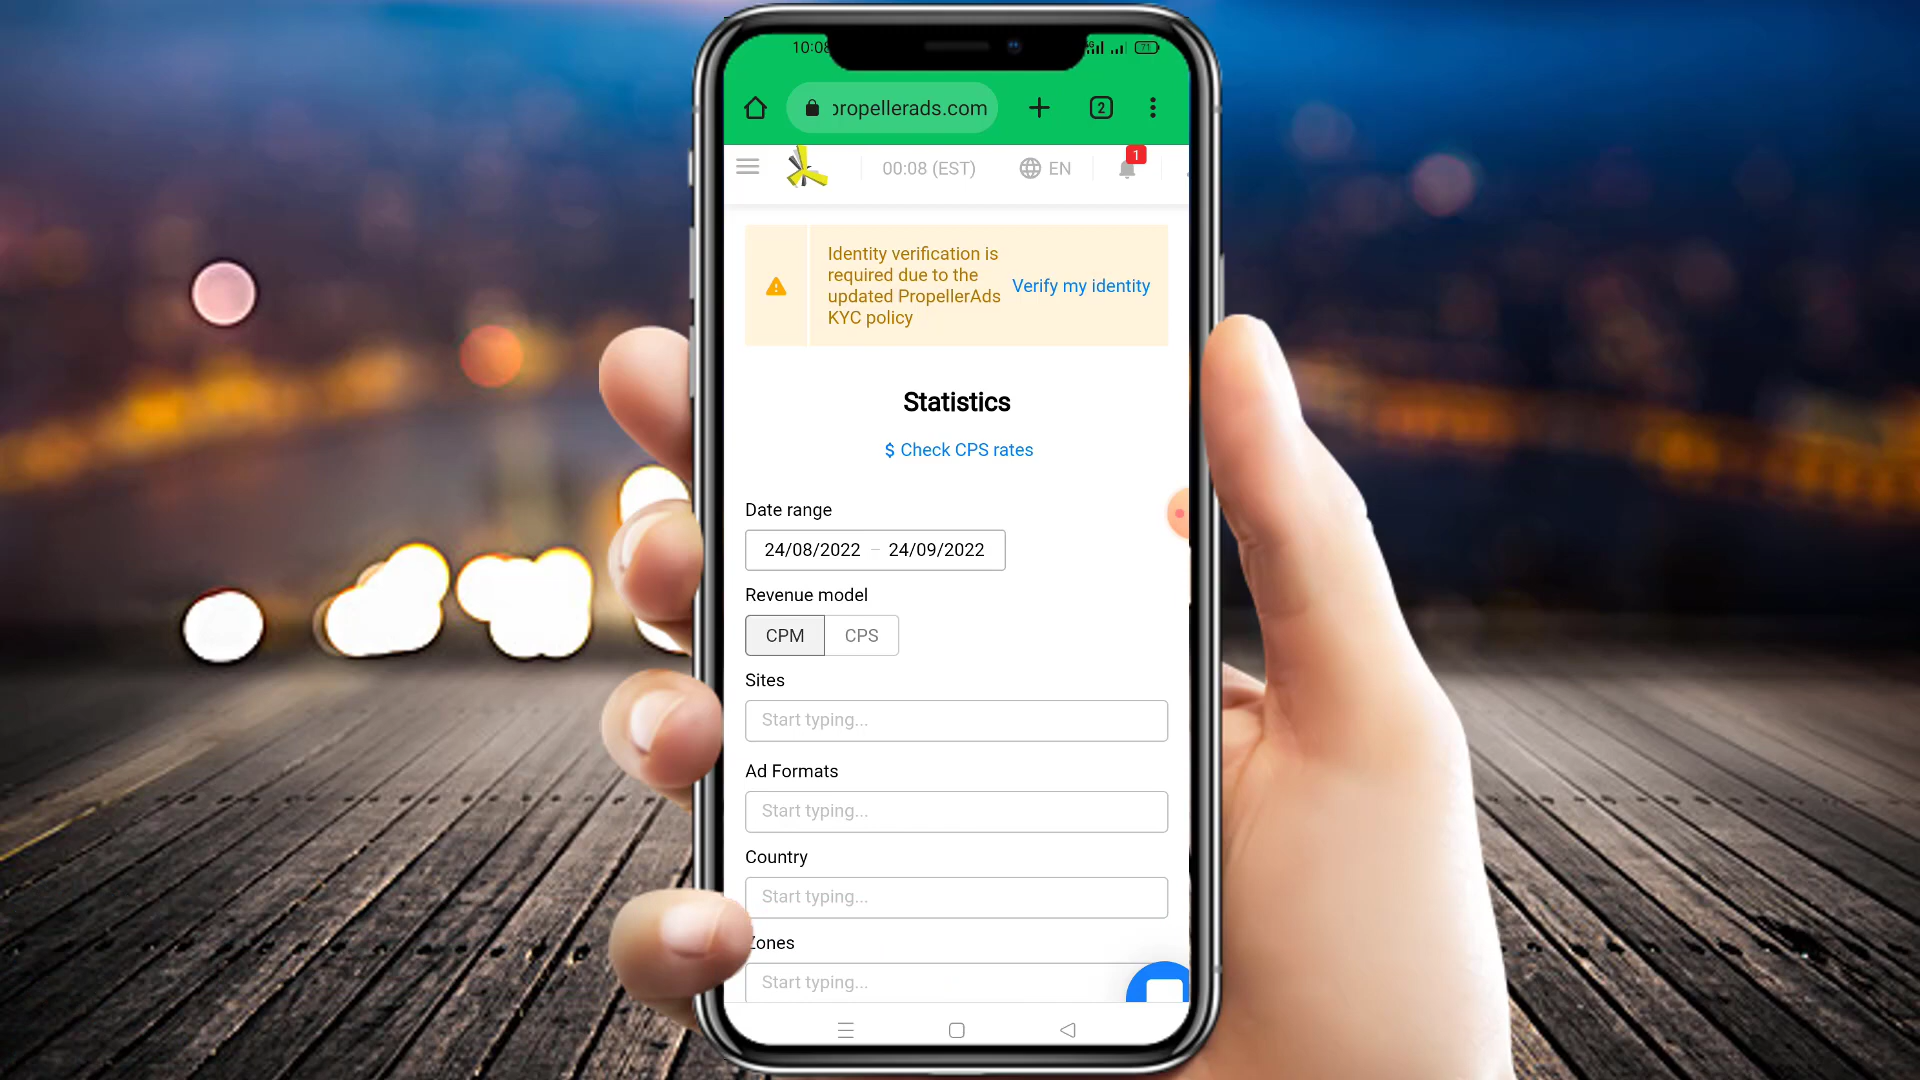 10:08
71
propellerads.com
2
00:08 (EST)
EN
1
Identity verification is
required due to the
updated PropellerAds
KYC policy
Verify my identity
Statistics
$ Check CPS rates
Date range
24/08/2022 – 24/09/2022
Revenue model
CPM
CPS
Sites
Start typing...
Ad Formats
Start typing...
Country
Start typing...
Zones
Start typing...